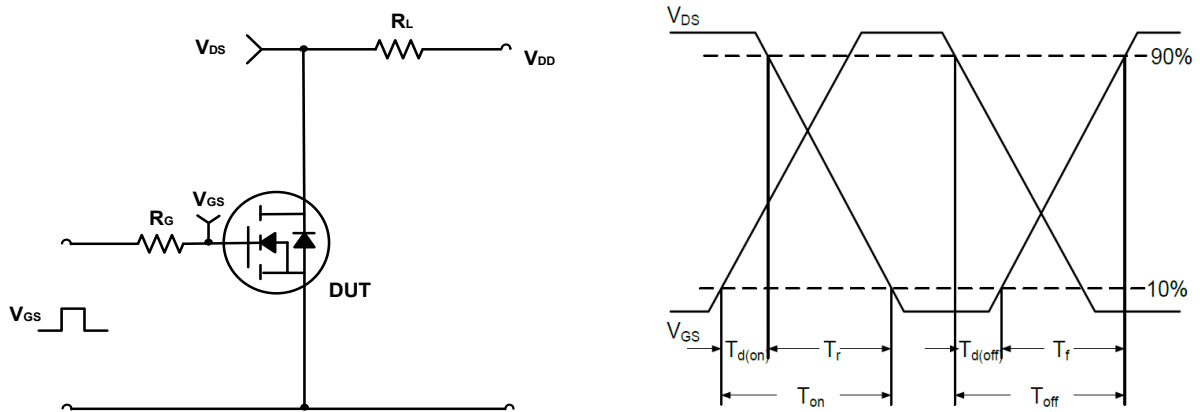 RL
VDS
VDD
VGS
RG
DUT
VGS
VDS
90%
10%
VGS
Td(on)
Tr
Td(off)
Tf
Ton
Toff